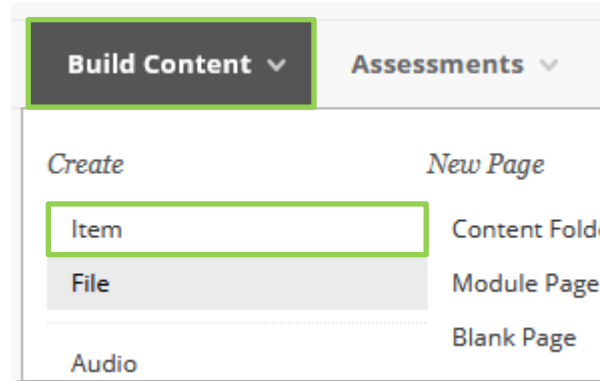 Build Content Assessments
Create New Page
Item Content Folde
File Module Page
Blank Page
Audio